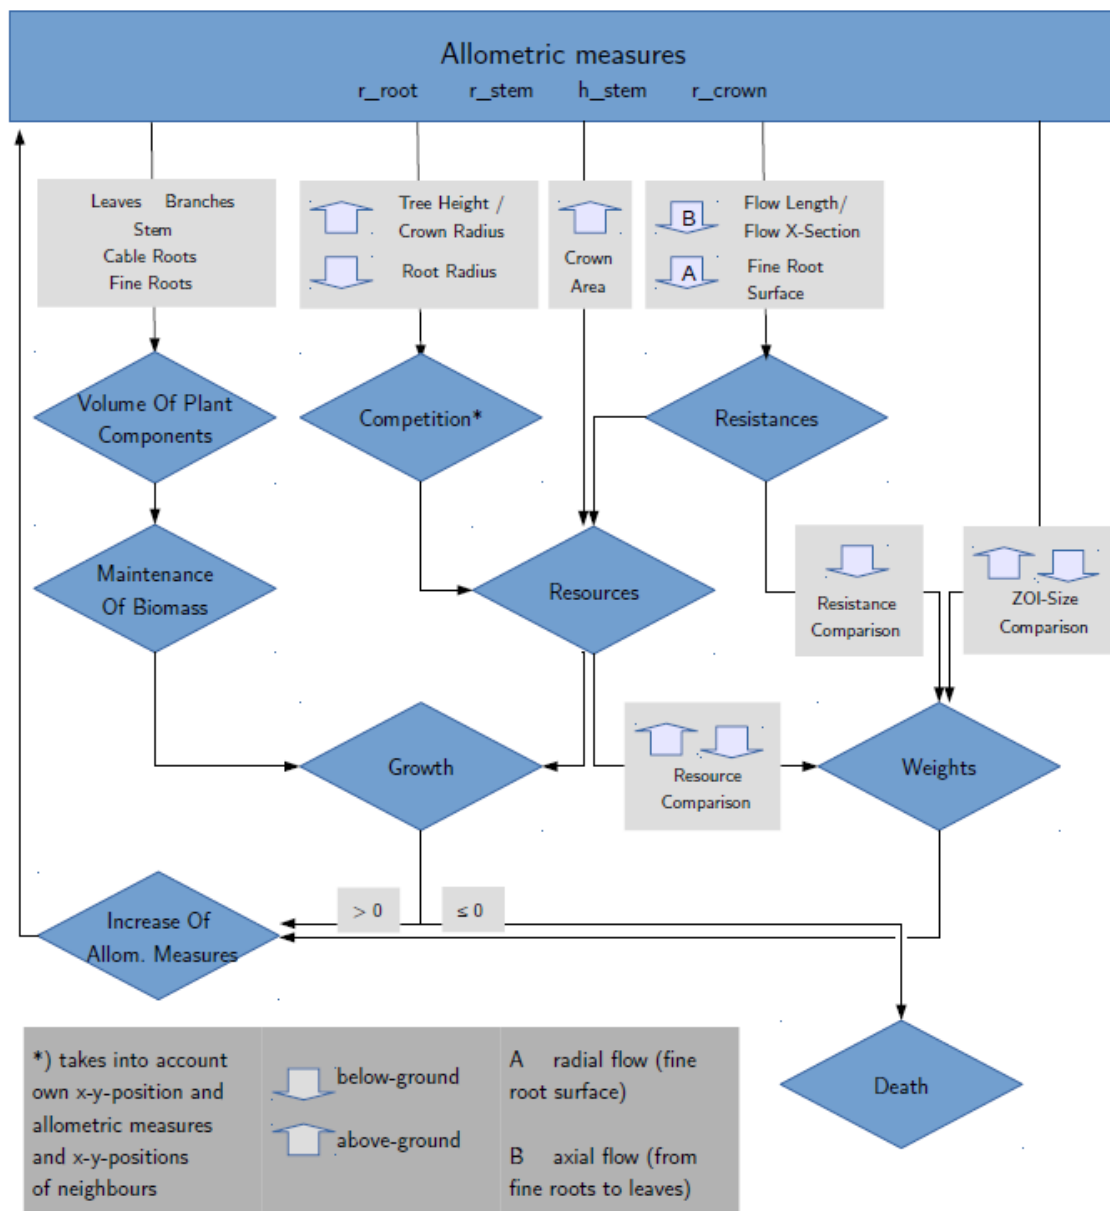 Allometric measures
r_root r_stem h_stem r_crown
Leaves Branches
Stem
Cable Roots
Fine Roots
Tree Height /
Crown Radius
Root Radius
Crown
Area
B
Flow Length/
Flow X-Section
A
Fine Root
Surface
Volume Of Plant
Components
Competition*
Resistances
Maintenance
Of Biomass
Resources
Resistance
Comparison
ZOI-Size
Comparison
Growth
Resource
Comparison
Weights
> 0
≤ 0
Increase Of
Allom. Measures
Death
*) takes into account
own x-y-position and
allometric measures
and x-y-positions
of neighbours
below-ground
above-ground
A radial flow (fine
root surface)
B axial flow (from
fine roots to leaves)